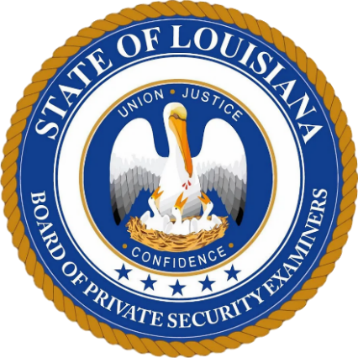 STATE OF LOUISIANA
UNION · JUSTICE
· CONFIDENCE ·
BOARD OF PRIVATE SECURITY EXAMINERS